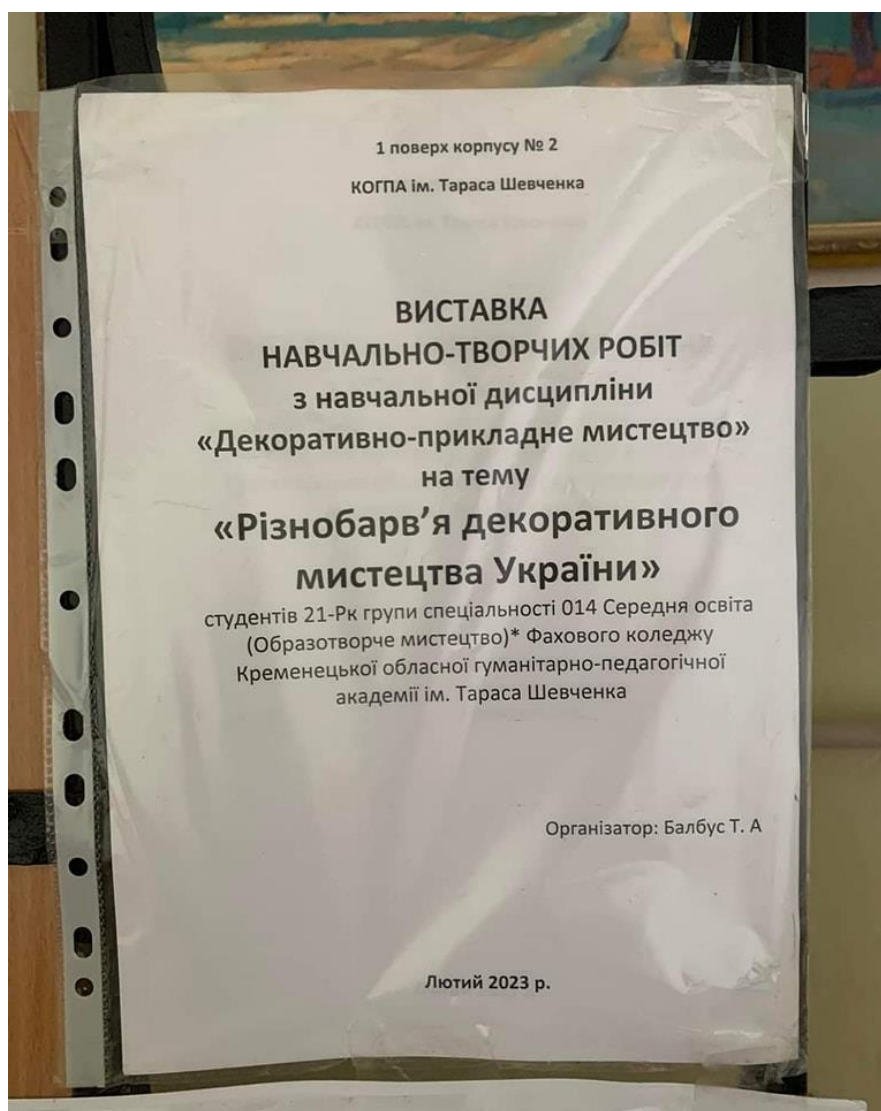 1 поверх корпусу № 2
КОГПА ім. Тараса Шевченка
ВИСТАВКА
НАВЧАЛЬНО-ТВОРЧИХ РОБІТ
з навчальної дисципліни
«Декоративно-прикладне мистецтво»
на тему
«Різнобарв’я декоративного
мистецтва України»
студентів 21-Рк групи спеціальності 014 Середня освіта
(Образотворче мистецтво)* Фахового коледжу
Кременецької обласної гуманітарно-педагогічної
академії ім. Тараса Шевченка
Організатор: Балбус Т. А
Лютий 2023 р.